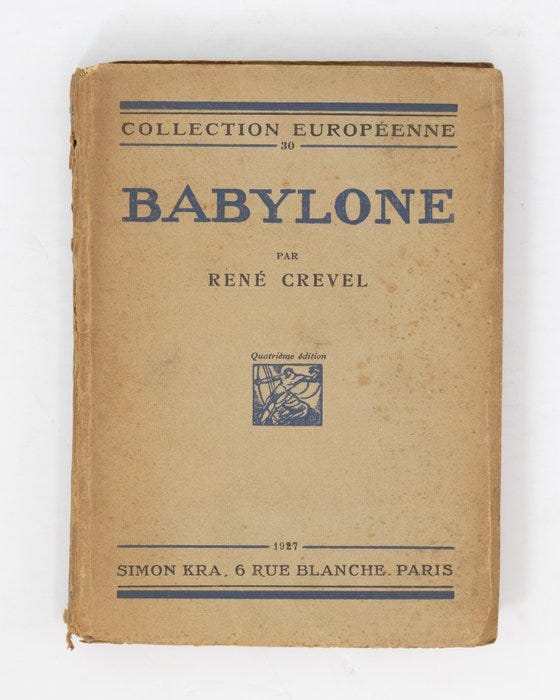 COLLECTION EUROPÉENNE
30
BABYLONE
PAR
RENÉ CREVEL
Quatrième édition
1927
SIMON KRA, 6 RUE BLANCHE PARIS